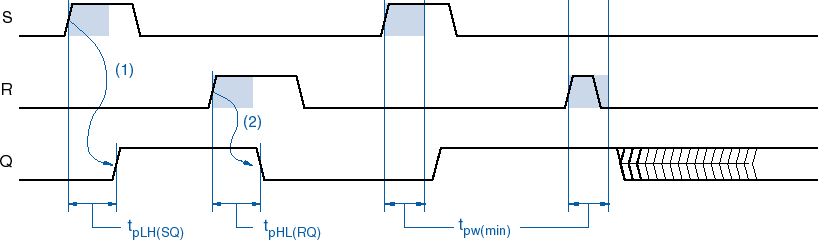 S
(1)
R
(2)
Q
tpLH(SQ) tpHL(RQ) tpw(min)